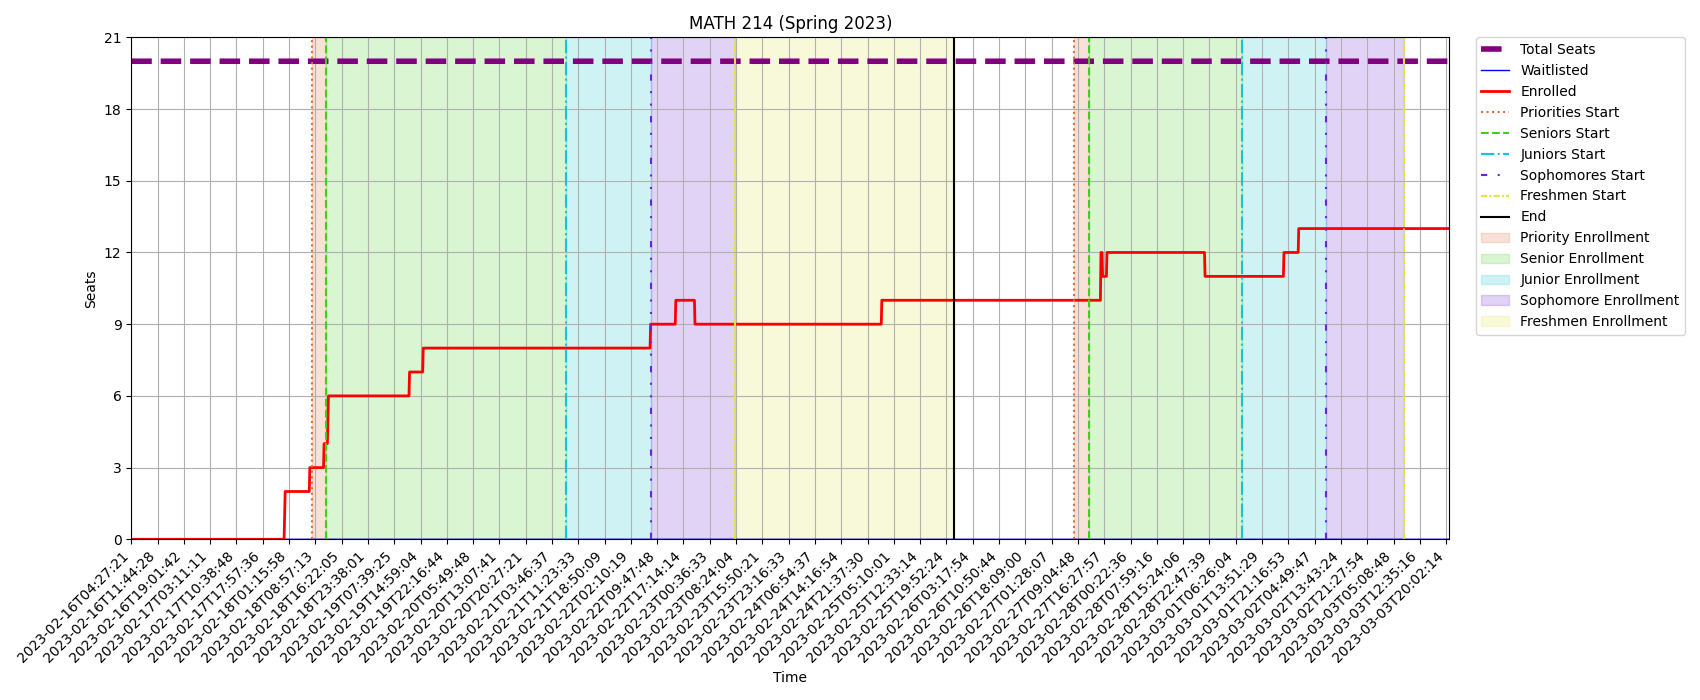 MATH 214 (Spring 2023)
21
18
15
12
9
6
3
0
Seats
2023-02-16T04:27:21
2023-02-16T11:44:28
2023-02-16T19:01:42
2023-02-17T03:11:11
2023-02-17T10:38:48
2023-02-17T17:57:36
2023-02-18T01:15:58
2023-02-18T08:57:13
2023-02-18T16:22:05
2023-02-18T23:38:01
2023-02-19T07:39:25
2023-02-19T14:59:04
2023-02-19T22:16:44
2023-02-20T05:49:48
2023-02-20T13:07:41
2023-02-20T20:27:21
2023-02-21T03:46:37
2023-02-21T11:23:33
2023-02-21T18:50:09
2023-02-22T02:10:19
2023-02-22T09:47:48
2023-02-22T17:14:14
2023-02-23T00:36:33
2023-02-23T08:24:04
2023-02-23T15:50:21
2023-02-23T23:16:33
2023-02-24T06:54:37
2023-02-24T14:16:54
2023-02-24T21:37:30
2023-02-25T05:10:01
2023-02-25T12:33:14
2023-02-25T19:52:24
2023-02-26T03:17:54
2023-02-26T10:50:44
2023-02-26T18:09:00
2023-02-27T01:28:07
2023-02-27T09:04:48
2023-02-27T16:27:57
2023-02-28T00:22:36
2023-02-28T07:59:16
2023-02-28T15:24:06
2023-02-28T22:47:39
2023-03-01T06:26:04
2023-03-01T13:51:29
2023-03-01T21:16:53
2023-03-02T04:49:47
2023-03-02T13:43:24
2023-03-02T21:27:54
2023-03-03T05:08:48
2023-03-03T12:35:16
2023-03-03T20:02:14
Time
Total Seats
Waitlisted
Enrolled
Priorities Start
Seniors Start
Juniors Start
Sophomores Start
Freshmen Start
End
Priority Enrollment
Senior Enrollment
Junior Enrollment
Sophomore Enrollment
Freshmen Enrollment